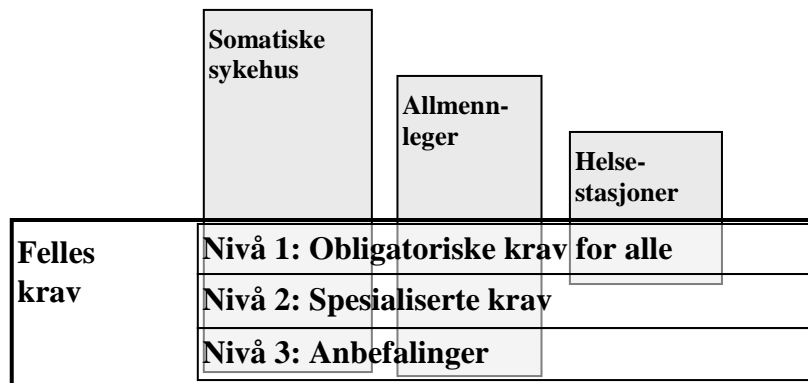 Somatiske
sykehus
Allmenn-
leger
Helse-
stasjoner
Felles
krav
Nivå 1: Obligatoriske krav for alle
Nivå 2: Spesialiserte krav
Nivå 3: Anbefalinger